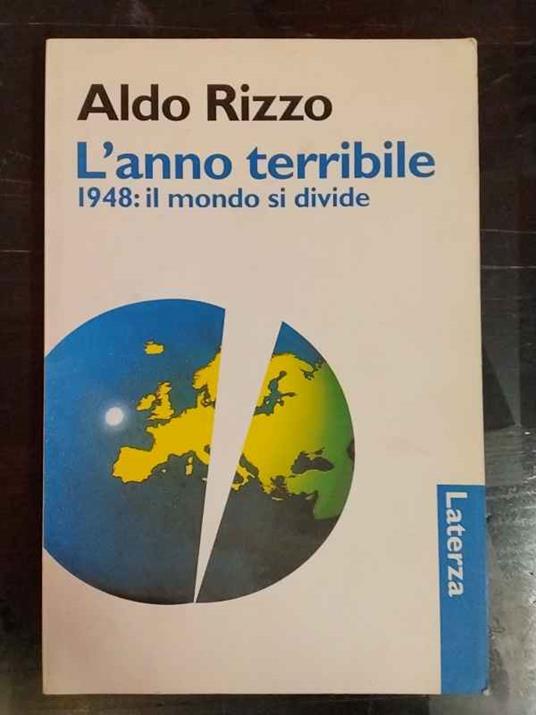 Aldo Rizzo
L'anno terribile
1948: il mondo si divide
Laterza